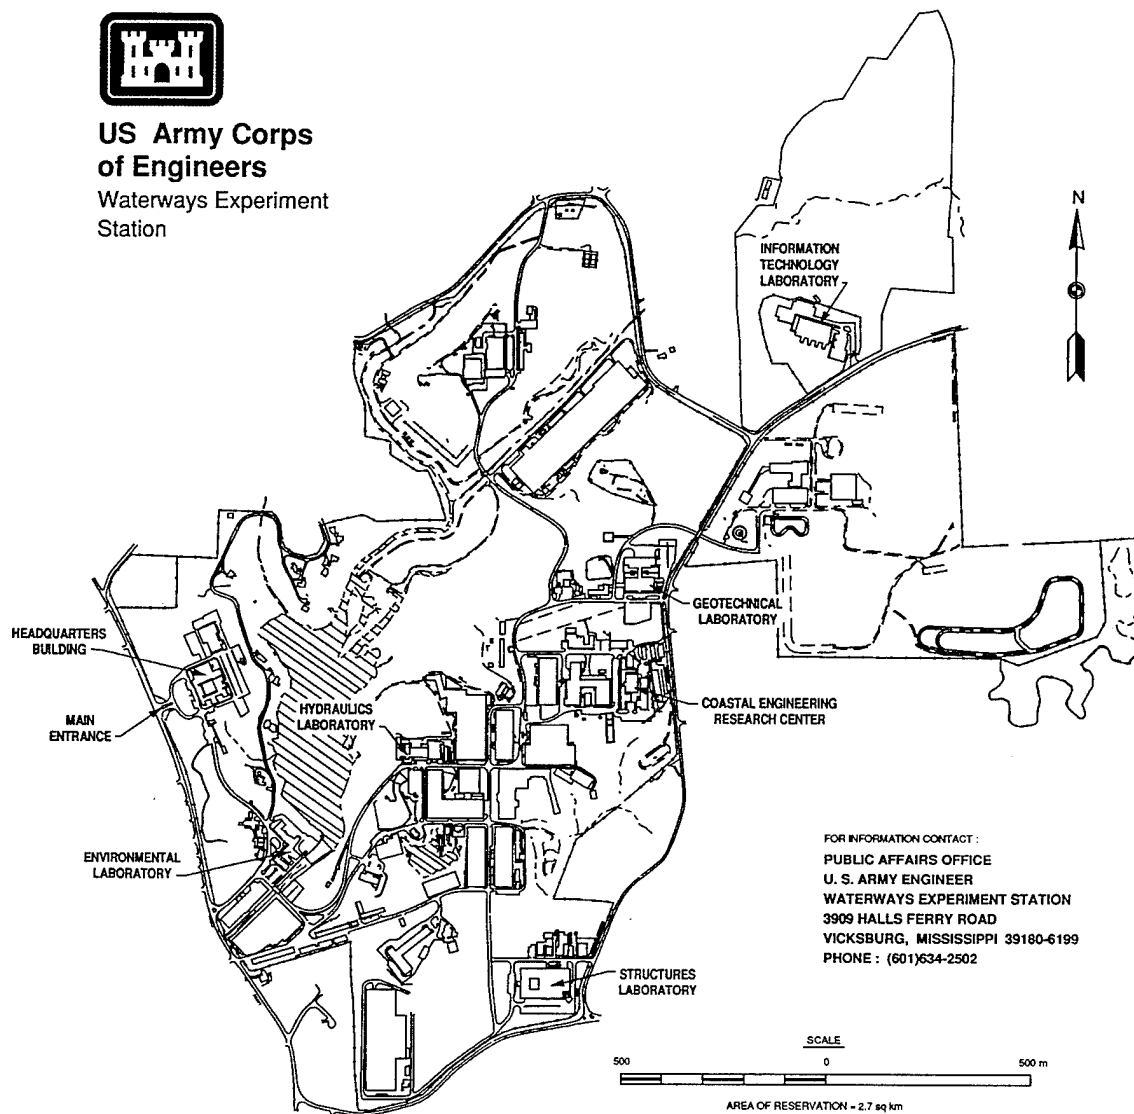 US Army Corps
of Engineers
Waterways Experiment
Station
N
INFORMATION
TECHNOLOGY
LABORATORY
GEOTECHNICAL
LABORATORY
HEADQUARTERS
BUILDING
HYDRAULICS
LABORATORY
COASTAL ENGINEERING
RESEARCH CENTER
MAIN
ENTRANCE
ENVIRONMENTAL
LABORATORY
FOR INFORMATION CONTACT :
PUBLIC AFFAIRS OFFICE
U. S. ARMY ENGINEER
WATERWAYS EXPERIMENT STATION
3909 HALLS FERRY ROAD
VICKSBURG, MISSISSIPPI 39180-6199
PHONE : (601)634-2502
STRUCTURES
LABORATORY
SCALE
500 0 500 m
AREA OF RESERVATION = 2.7 sq km